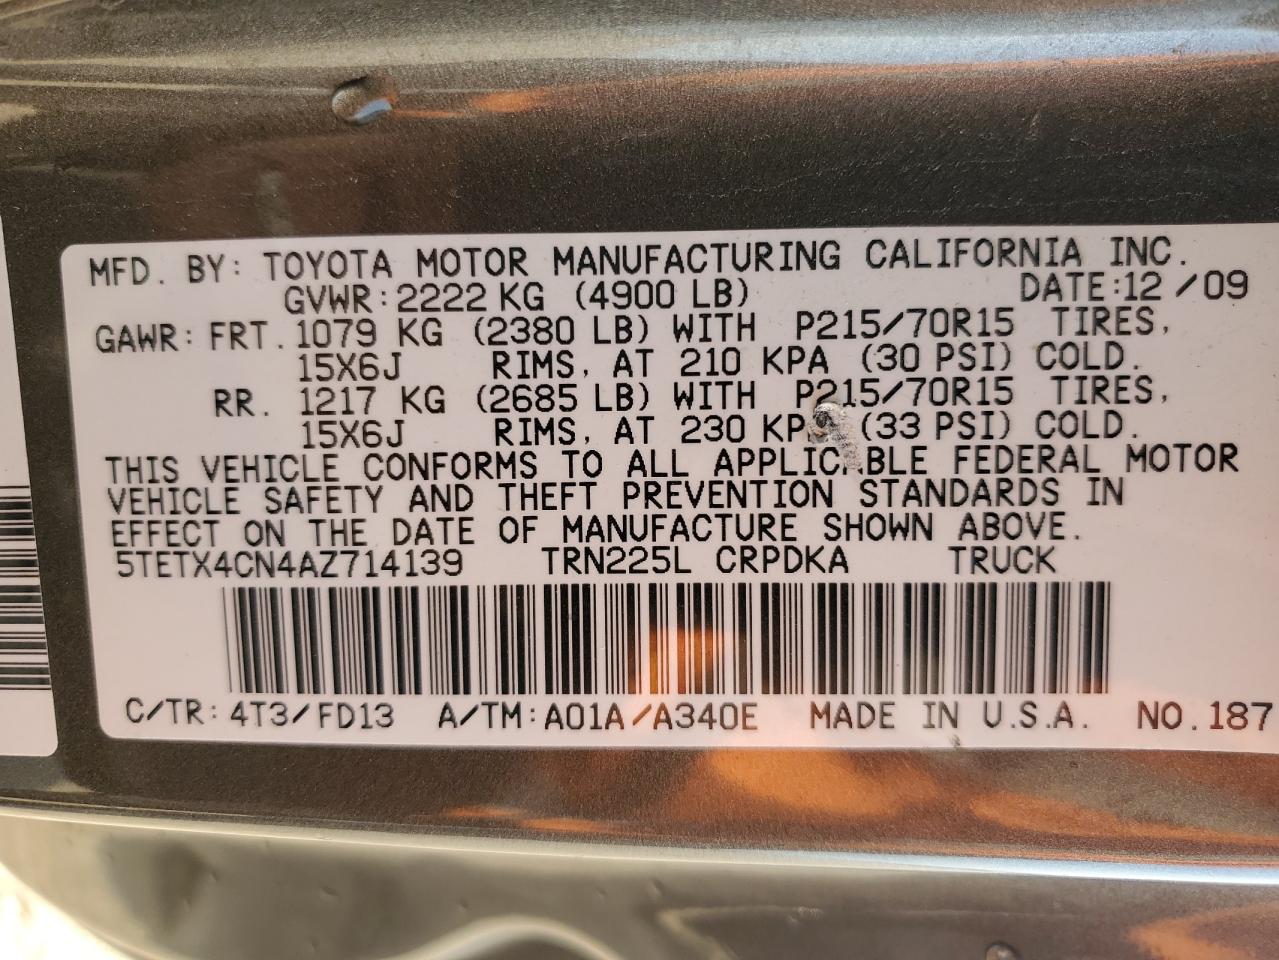 MFD. BY: TOYOTA MOTOR MANUFACTURING CALIFORNIA INC.
GVWR: 2222 KG (4900 LB) DATE: 12/09
GAWR: FRT. 1079 KG (2380 LB) WITH P215/70R15 TIRES,
15X6J RIMS, AT 210 KPA (30 PSI) COLD.
RR. 1217 KG (2685 LB) WITH P215/70R15 TIRES,
15X6J RIMS, AT 230 KPA (33 PSI) COLD.
THIS VEHICLE CONFORMS TO ALL APPLICABLE FEDERAL MOTOR
VEHICLE SAFETY AND THEFT PREVENTION STANDARDS IN
EFFECT ON THE DATE OF MANUFACTURE SHOWN ABOVE.
5TETX4CN4AZ714139 TRN225L CRPDKA TRUCK
C/TR: 4T3/FD13 A/TM: A01A/A340E MADE IN U.S.A. NO. 187